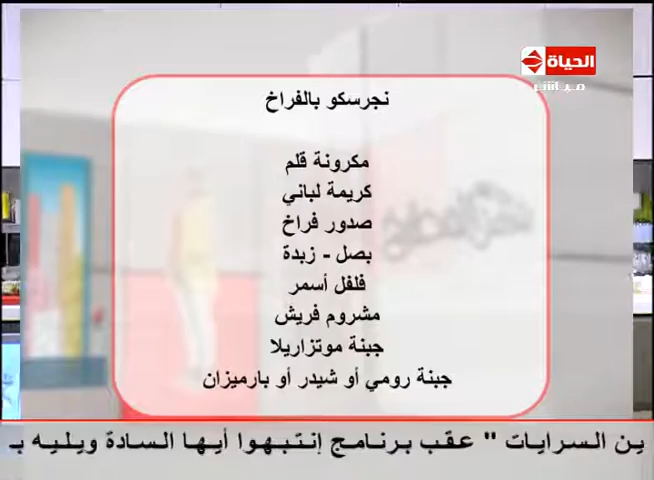 الحياة
مباشر
نجرسكو بالفراخ
مكرونة قلم
كريمة لباني
صدور فراخ
بصل - زبدة
فلفل أسمر
مشروم فريش
جبنة موتزاريلا
جبنة رومي أو شيدر أو بارميزان
ين السرايات " عقب برنامج إنتبهوا أيها السادة ويليه بـ